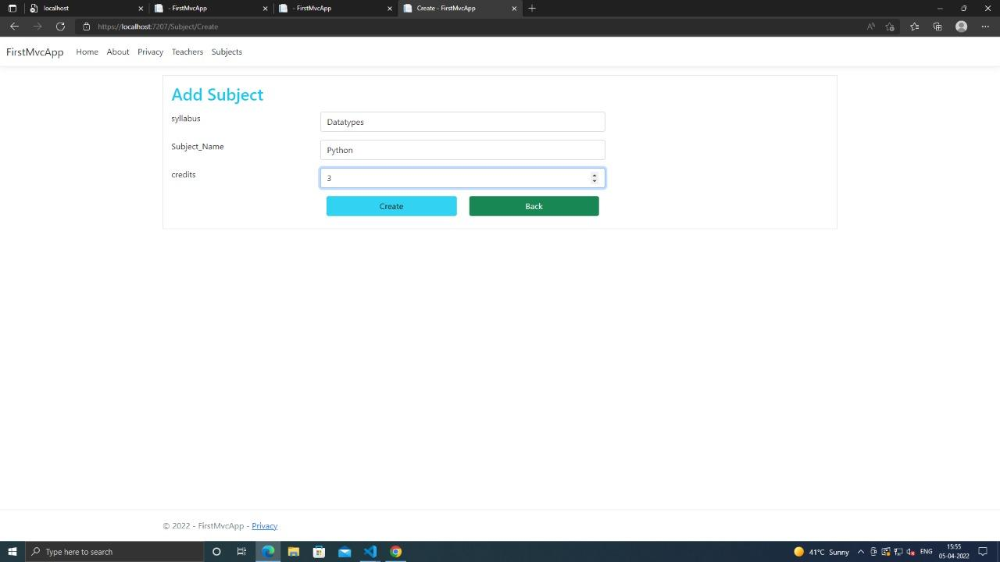 localhost
- FirstMvcApp
- FirstMvcApp
Create - FirstMvcApp
https://localhost:7207/Subject/Create
FirstMvcApp Home About Privacy Teachers Subjects
Add Subject
syllabus Datatypes
Subject_Name Python
credits 3
Create Back
© 2022 - FirstMvcApp - Privacy
Type here to search
41°C Sunny
ENG
15:55
05-04-2022